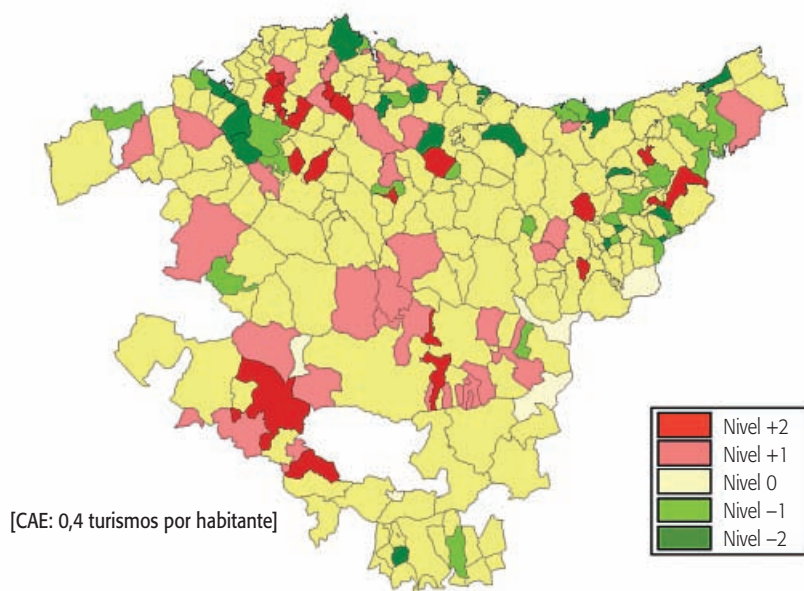 Nivel +2
Nivel +1
Nivel 0
Nivel –1
Nivel –2
[CAE: 0,4 turismos por habitante]